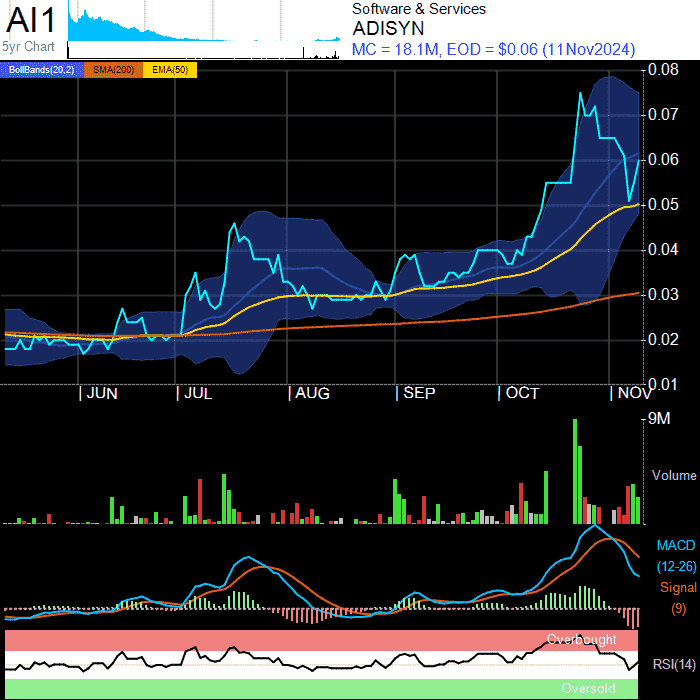 AI1
5yr Chart
Software & Services
ADISYN
MC = 18.1M, EOD = $0.06 (11Nov2024)
BollBands(20,2) SMA(200) EMA(50)
0.08
0.07
0.06
0.05
0.04
0.03
0.02
0.01
JUN JUL AUG SEP OCT NOV
9M
Volume
MACD
(12-26)
Signal
(9)
Overbought
RSI(14)
Oversold